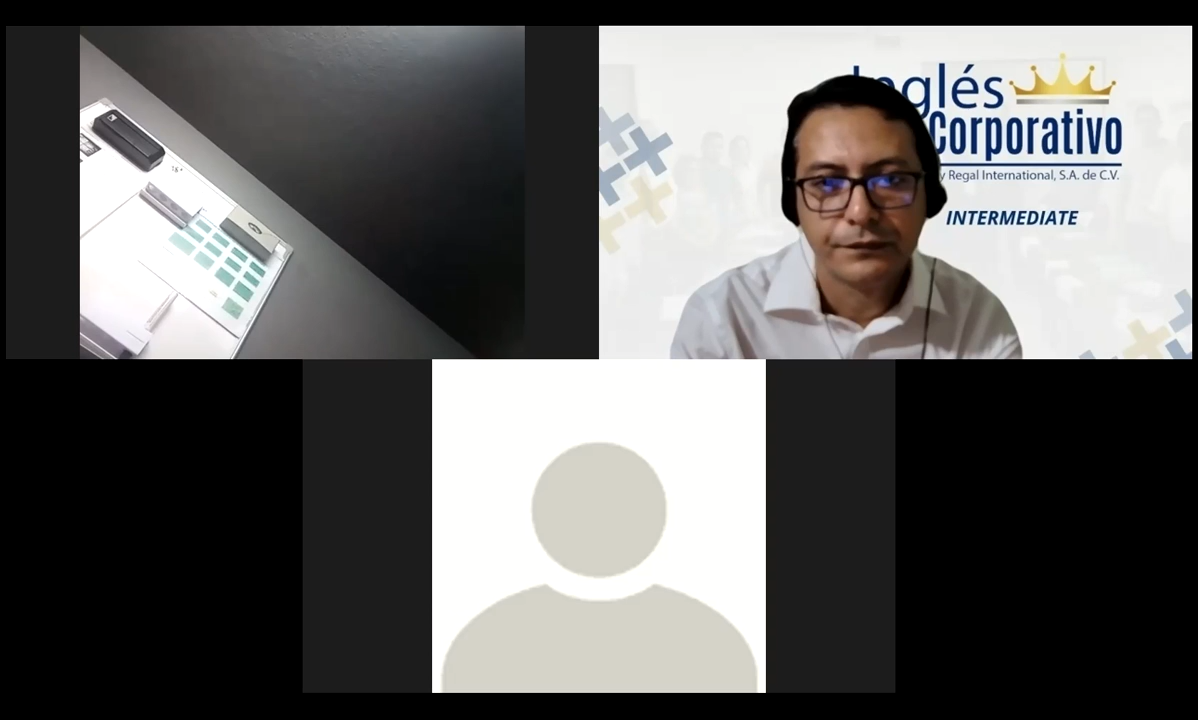 Inglés
Corporativo
y Regal International, S.A. de C.V.
INTERMEDIATE